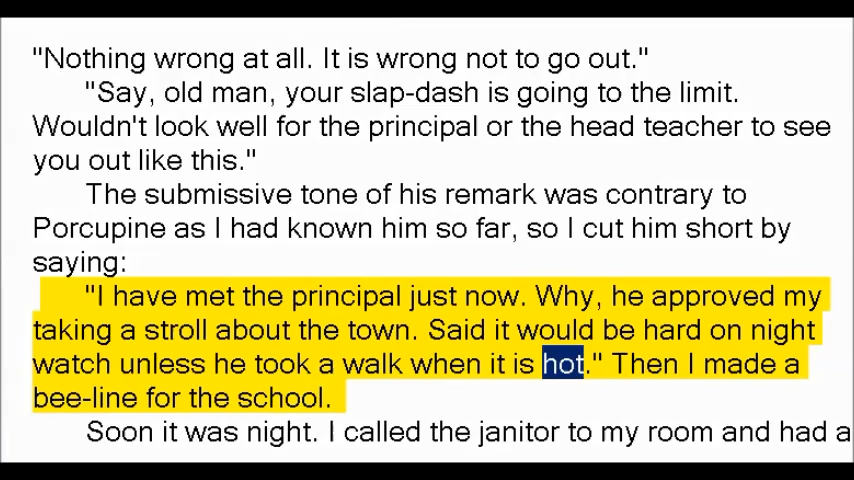 "Nothing wrong at all. It is wrong not to go out."
"Say, old man, your slap-dash is going to the limit.
Wouldn't look well for the principal or the head teacher to see
you out like this."
The submissive tone of his remark was contrary to
Porcupine as I had known him so far, so I cut him short by
saying:
"I have met the principal just now. Why, he approved my
taking a stroll about the town. Said it would be hard on night
watch unless he took a walk when it is hot." Then I made a
bee-line for the school.
Soon it was night. I called the janitor to my room and had a